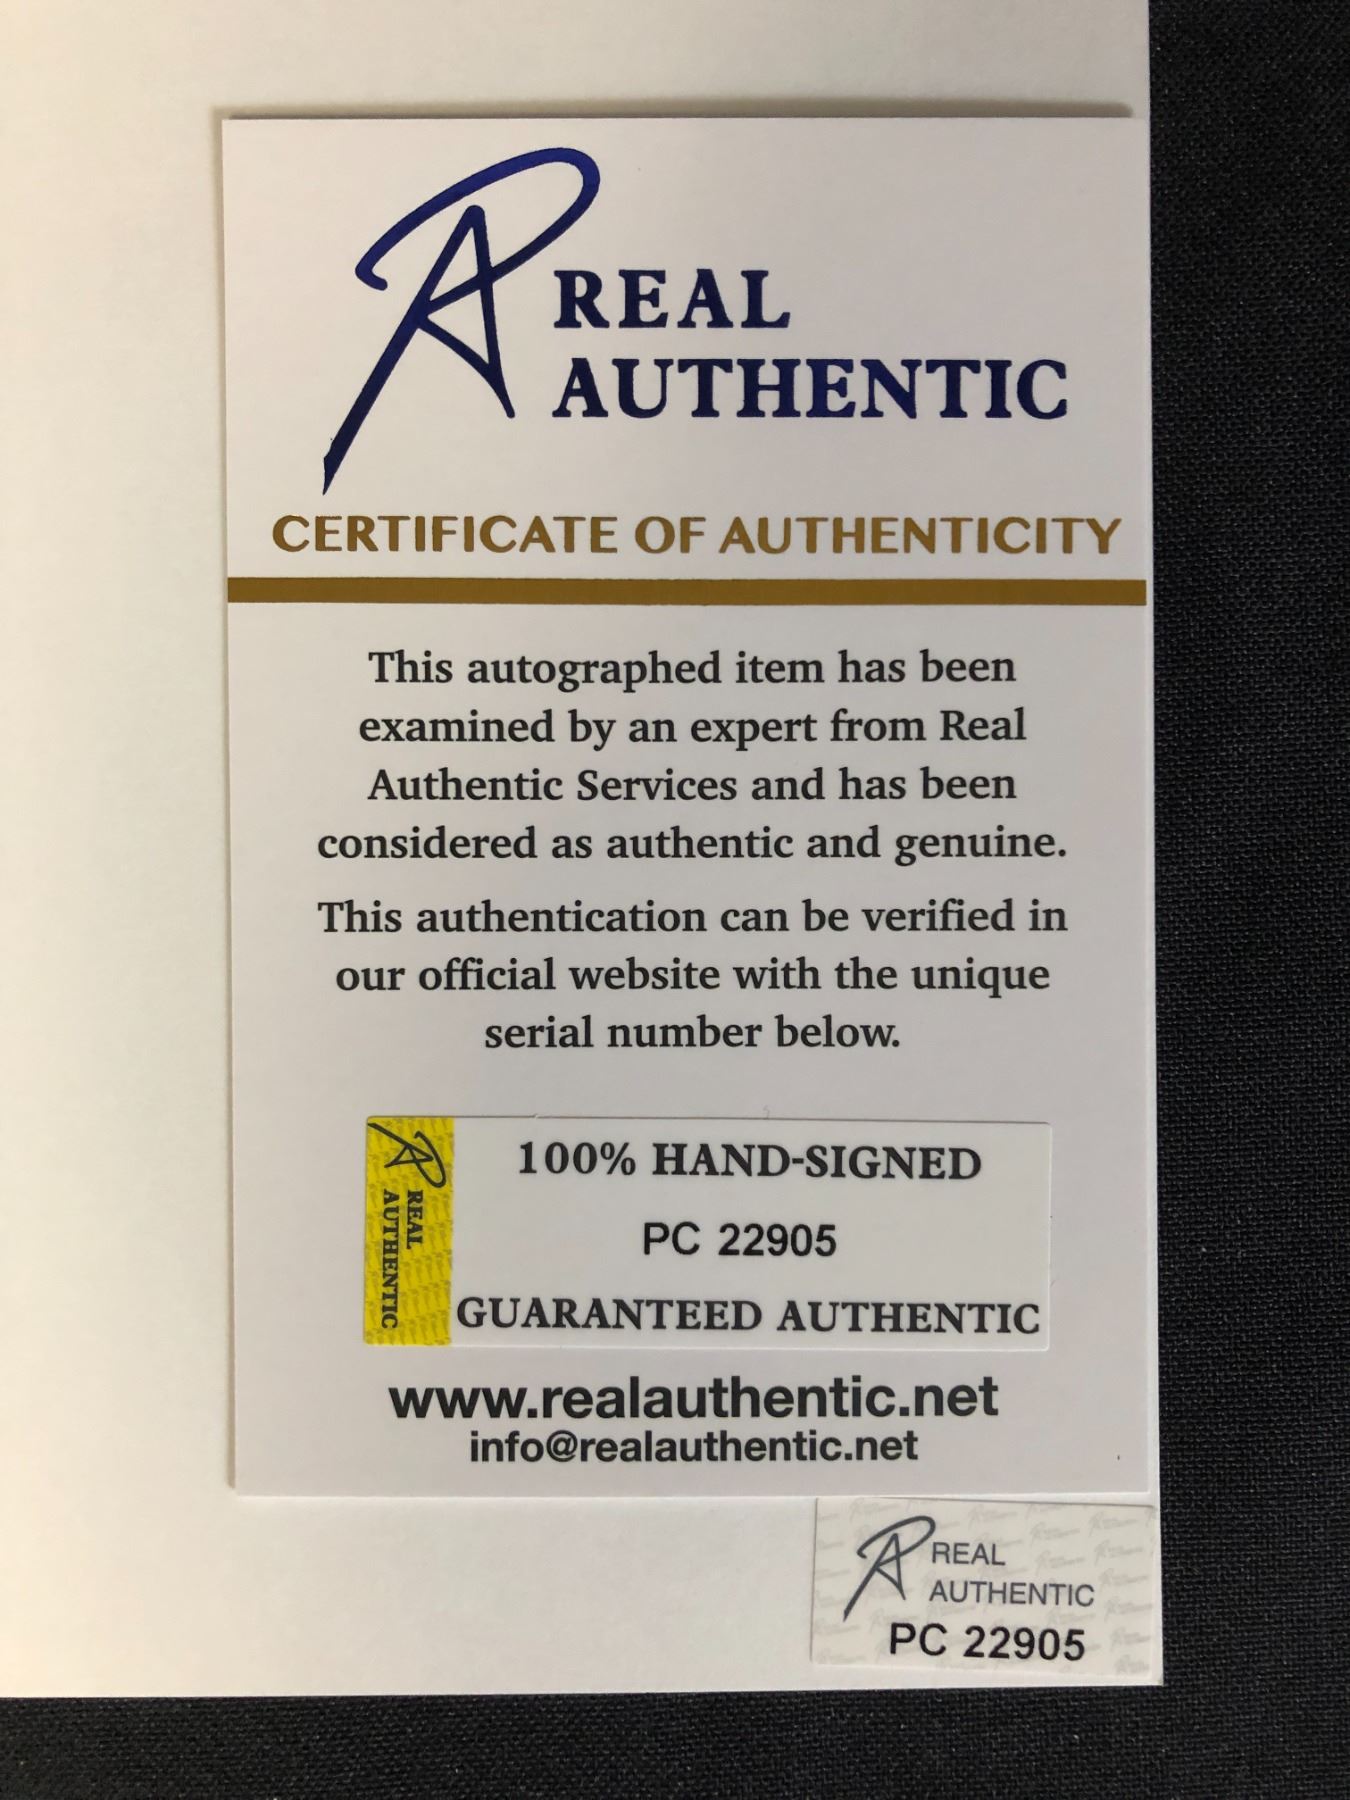 REAL
AUTHENTIC
CERTIFICATE OF AUTHENTICITY
This autographed item has been
examined by an expert from Real
Authentic Services and has been
considered as authentic and genuine.
This authentication can be verified in
our official website with the unique
serial number below.
REAL
AUTHENTIC
100% HAND-SIGNED
PC 22905
GUARANTEED AUTHENTIC
www.realauthentic.net
info@realauthentic.net
REAL
AUTHENTIC
PC 22905